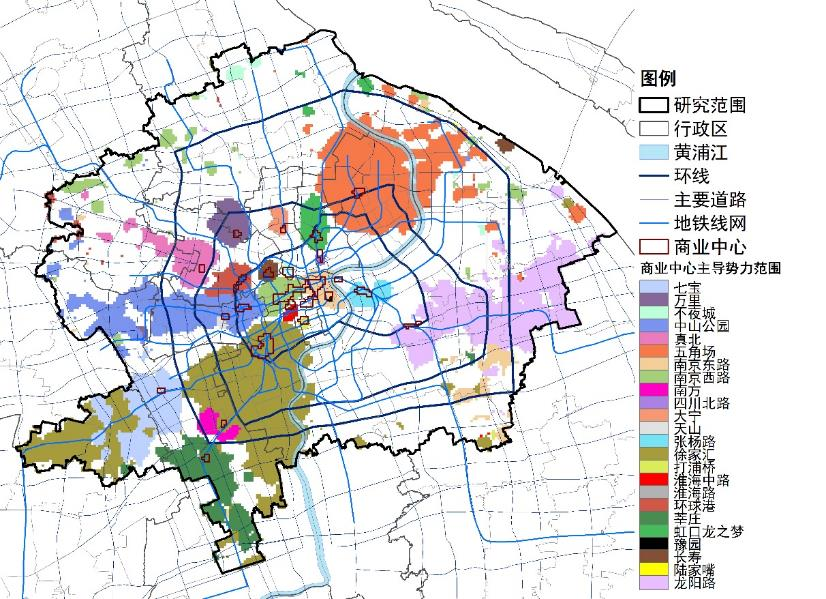 图例
研究范围
行政区
黄浦江
环线
主要道路
地铁线网
商业中心
商业中心主导势力范围
七宝
万里
不夜城
中山公园
真北
五角场
南京东路
南京西路
南方
四川北路
大宁
天山
张杨路
徐家汇
打浦桥
淮海中路
淮海路
环球港
莘庄
虹口龙之梦
豫园
长寿
陆家嘴
龙阳路